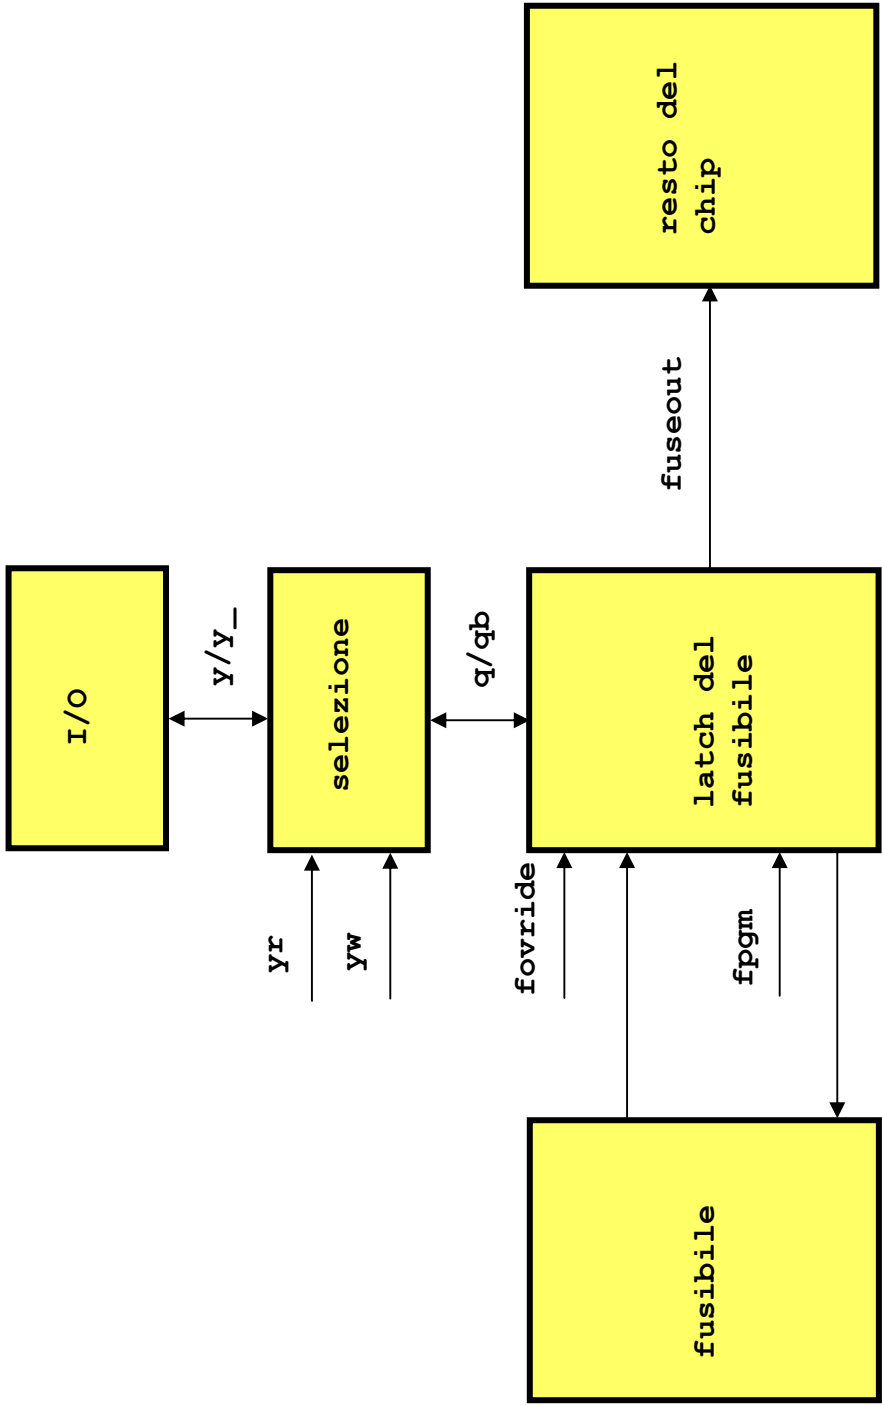 I/O
y/y_
selezione
yr
yw
q/qb
fovride
fpgm
latch del
fusibile
fusibile
fuseout
resto del
chip